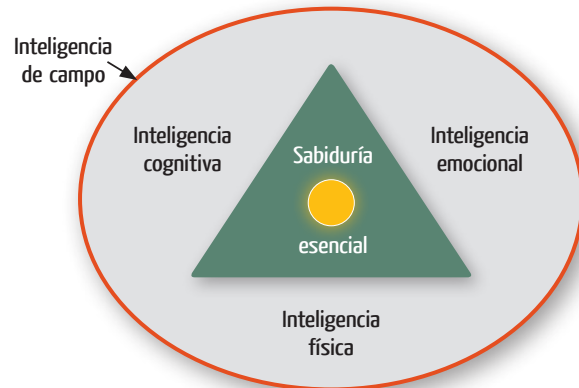 Inteligencia
de campo
Inteligencia
cognitiva
Sabiduría
esencial
Inteligencia
emocional
Inteligencia
física